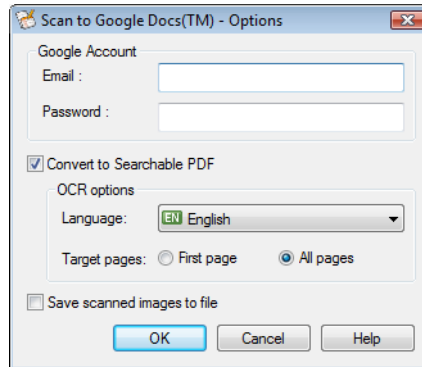 Scan to Google Docs(TM) - Options
Google Account
Email :
Password :
Convert to Searchable PDF
OCR options
Language: EN English
Target pages: First page All pages
Save scanned images to file
OK Cancel Help